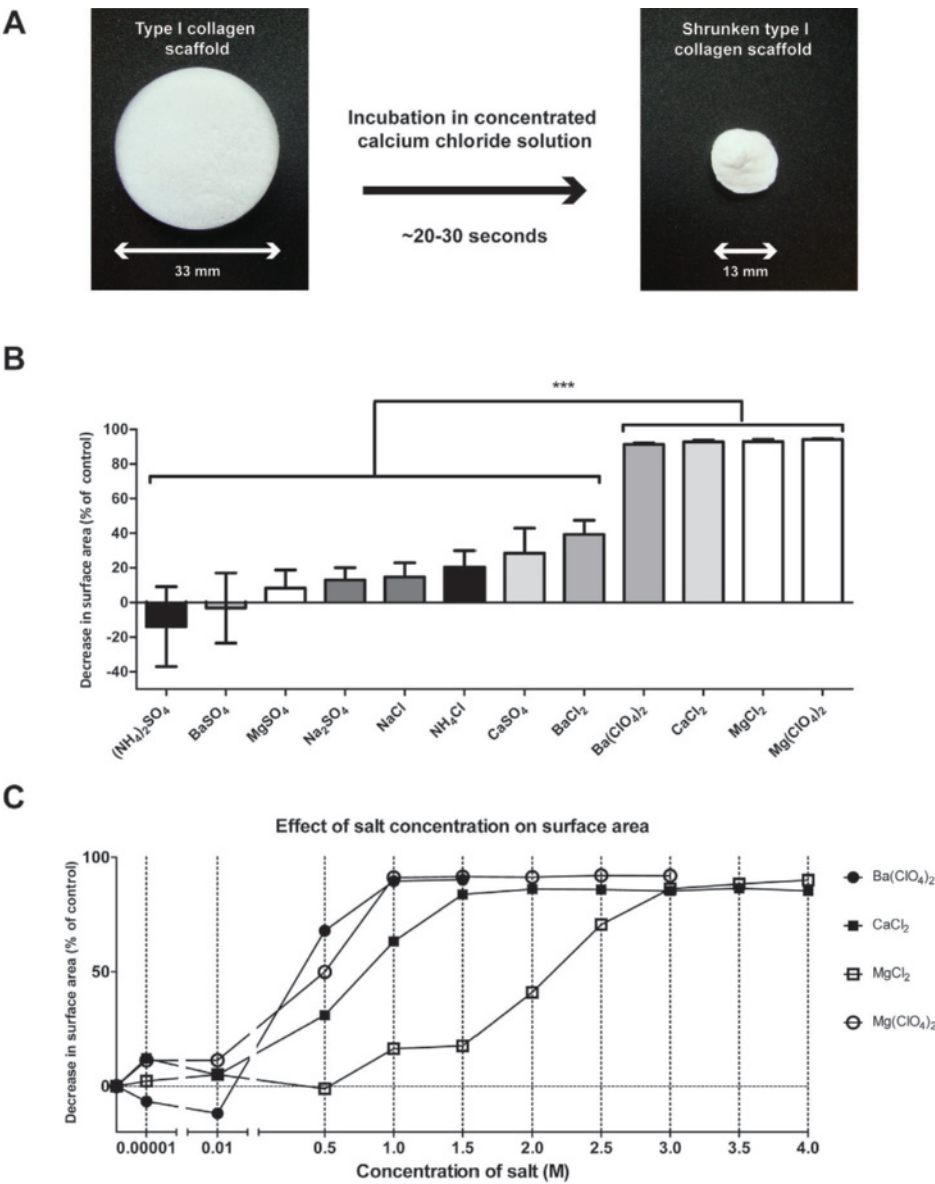 A
Type I collagen
scaffold
33 mm
Incubation in concentrated
calcium chloride solution
~20-30 seconds
Shrunken type I
collagen scaffold
13 mm
B
***
Decrease in surface area (% of control)
100
80
60
40
20
0
-20
-40
(NH₄)₂SO₄
BaSO₄
MgSO₄
Na₂SO₄
NaCl
NH₄Cl
CaSO₄
BaCl₂
Ba(ClO₄)₂
CaCl₂
MgCl₂
Mg(ClO₄)₂
C
Effect of salt concentration on surface area
Decrease in surface area (% of control)
100
50
0
0.00001
0.01
0.5
1.0
1.5
2.0
2.5
3.0
3.5
4.0
Concentration of salt (M)
Ba(ClO₄)₂
CaCl₂
MgCl₂
Mg(ClO₄)₂